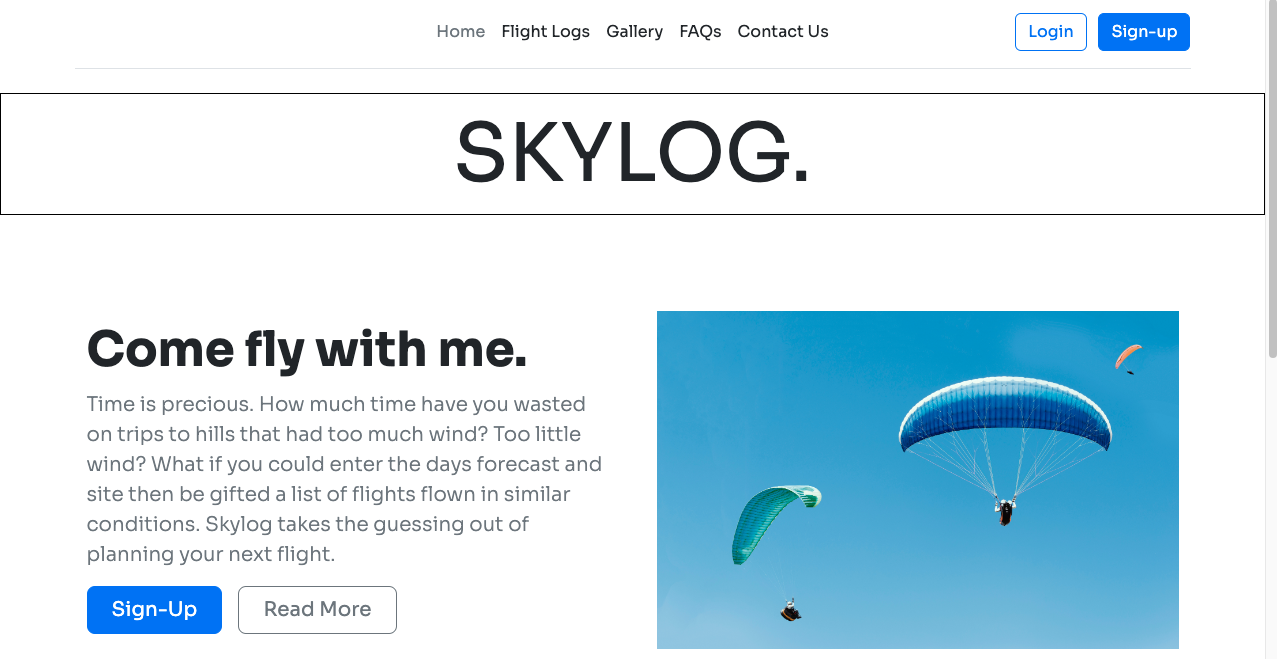 Home Flight Logs Gallery FAQs Contact Us Login Sign-up
SKYLOG.
Come fly with me.
Time is precious. How much time have you wasted
on trips to hills that had too much wind? Too little
wind? What if you could enter the days forecast and
site then be gifted a list of flights flown in similar
conditions. Skylog takes the guessing out of
planning your next flight.
Sign-Up Read More